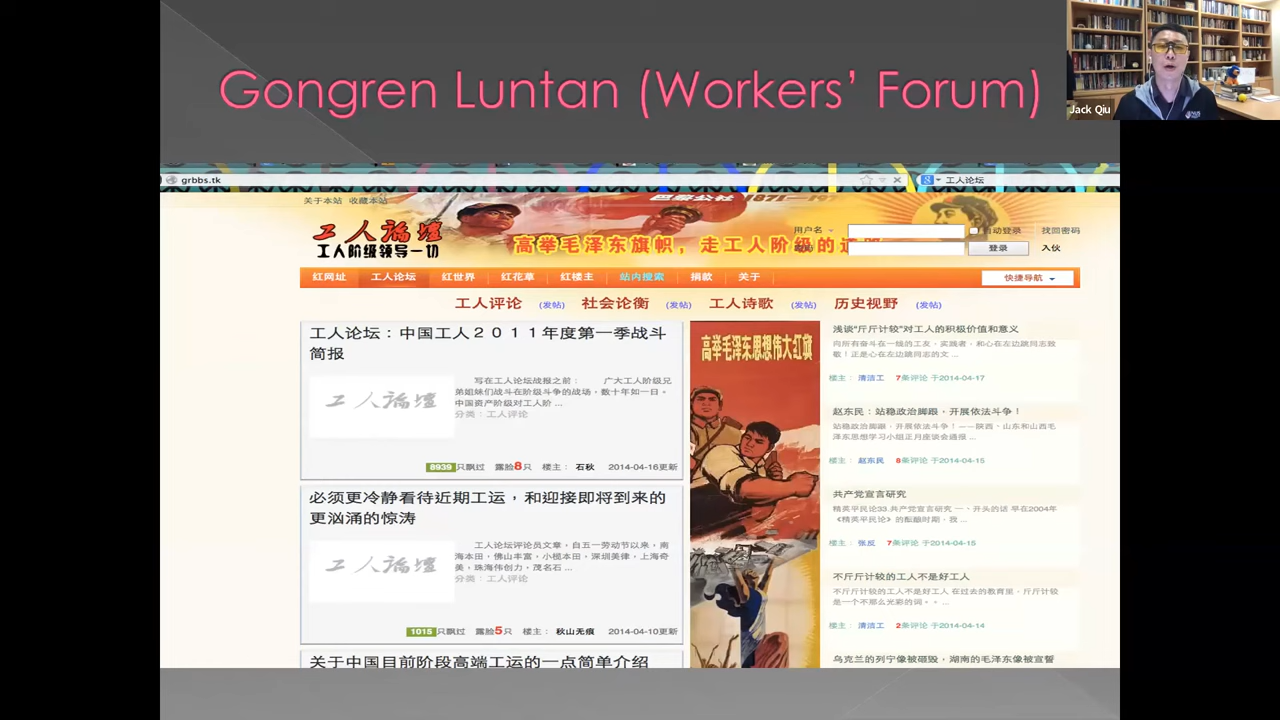 Gongren Luntan (Workers' Forum)
Jack Qiu
grbbs.tk
工人论坛
关于本站 收藏本站
巴黎公社 1871-197
工人論壇
工人阶级领导一切
高举毛泽东旗帜，走工人阶级的道路
用户名
自动登录
找回密码
登录
入伙
红网址
工人论坛
红世界
红花草
红楼主
站内搜索
捐款
关于
快捷导航
工人评论 (发帖) 社会论衡 (发帖) 工人诗歌 (发帖) 历史视野 (发帖)
工人论坛：中国工人２０１１年度第一季战斗
简报
工人論壇
写在工人论坛战报之前： 广大工人阶级兄
弟姐妹们战斗在阶级斗争的战场，数十年如一日。
中国资产阶级对工人阶 ...
分类：工人评论
8939只飘过 露脸8只 楼主： 石秋 2014-04-16更新
必须更冷静看待近期工运，和迎接即将到来的
更汹涌的惊涛
工人論壇
工人论坛评论员文章，自五一劳动节以来，南
海本田，佛山丰富，小榄本田，深圳美律，上海奇
美，珠海伟创力，茂名石 ...
分类：工人评论
1015只飘过 露脸5只 楼主： 秋山无痕 2014-04-10更新
关于中国目前阶段高端工运的一点简单介绍
高举毛泽东思想伟大红旗
浅谈“斤斤计较”对工人的积极价值和意义
向所有奋斗在一线的工友，实践者，和心在左边跳同志致
敬！正是心在左边跳同志的文 ...
楼主： 清洁工 7条评论 于2014-04-17
赵东民：站稳政治脚跟，开展依法斗争！
站稳政治脚跟，开展依法斗争！——陕西、山东和山西毛
泽东思想学习小组正月座谈会通报 ...
楼主： 赵东民 8条评论 于2014-04-15
共产党宣言研究
精英平民论33.共产党宣言研究 一、开头的话 早在2004年
《精英平民论》的酝酿时期，我 ...
楼主： 张反 7条评论 于2014-04-15
不斤斤计较的工人不是好工人
不斤斤计较的工人不是好工人 在过去的教育里，斤斤计较
是一个不那么光彩的词。。 ...
楼主： 清洁工 2条评论 于2014-04-14
乌克兰的列宁像被砸毁，湖南的毛泽东像被宣誓